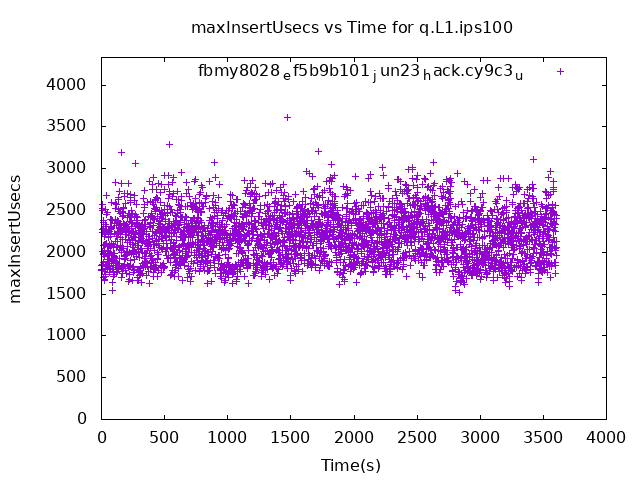 maxInsertUsecs vs Time for q.L1.ips100
fbmy8028ef5b9b101jun23hack.cy9c3u
4000
3500
3000
2500
2000
1500
1000
500
0
maxInsertUsecs
0 500 1000 1500 2000 2500 3000 3500 4000
Time(s)